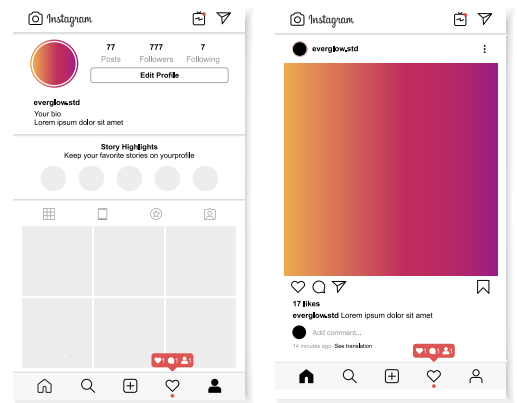 Instagram
77 777 7
Posts Followers Following
Edit Profile
everglow.std
Your bio
Lorem ipsum dolor sit amet
Story Highlights
Keep your favorite stories on yourprofile
1 1 1
Instagram
everglow.std
17 likes
everglow.std Lorem ipsum dolor sit amet
Add comment...
14 minutes ago · See translation
1 1 1